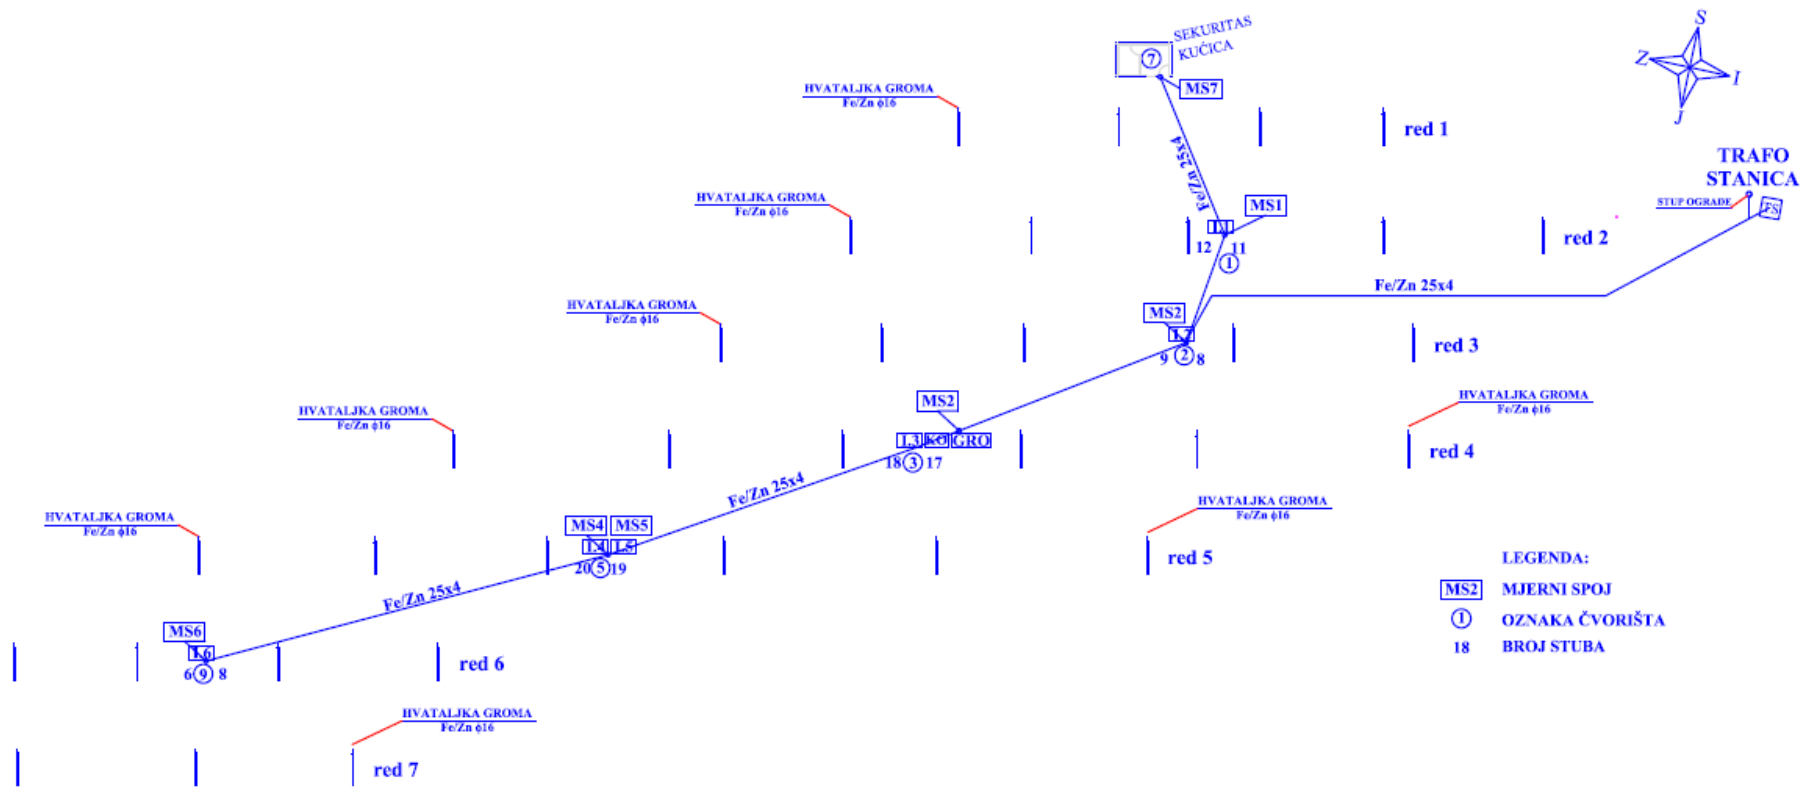 S
Z
I
J
SEKURITAS
KUĆICA
7
MS7
HVATALJKA GROMA
Fe/Zn ϕ16
red 1
Fe/Zn 25x4
TRAFO
STANICA
STUP OGRADE
HVATALJKA GROMA
Fe/Zn ϕ16
MS1
12 11
1
red 2
Fe/Zn 25x4
HVATALJKA GROMA
Fe/Zn ϕ16
MS2
9 2 8
red 3
HVATALJKA GROMA
Fe/Zn ϕ16
MS2
I.3 KO GRO
18 3 17
HVATALJKA GROMA
Fe/Zn ϕ16
red 4
Fe/Zn 25x4
HVATALJKA GROMA
Fe/Zn ϕ16
MS4 MS5
20 5 19
HVATALJKA GROMA
Fe/Zn ϕ16
red 5
Fe/Zn 25x4
MS6
6 9 8
red 6
HVATALJKA GROMA
Fe/Zn ϕ16
red 7
LEGENDA:
MS2 MJERNI SPOJ
1 OZNAKA ČVORIŠTA
18 BROJ STUBA